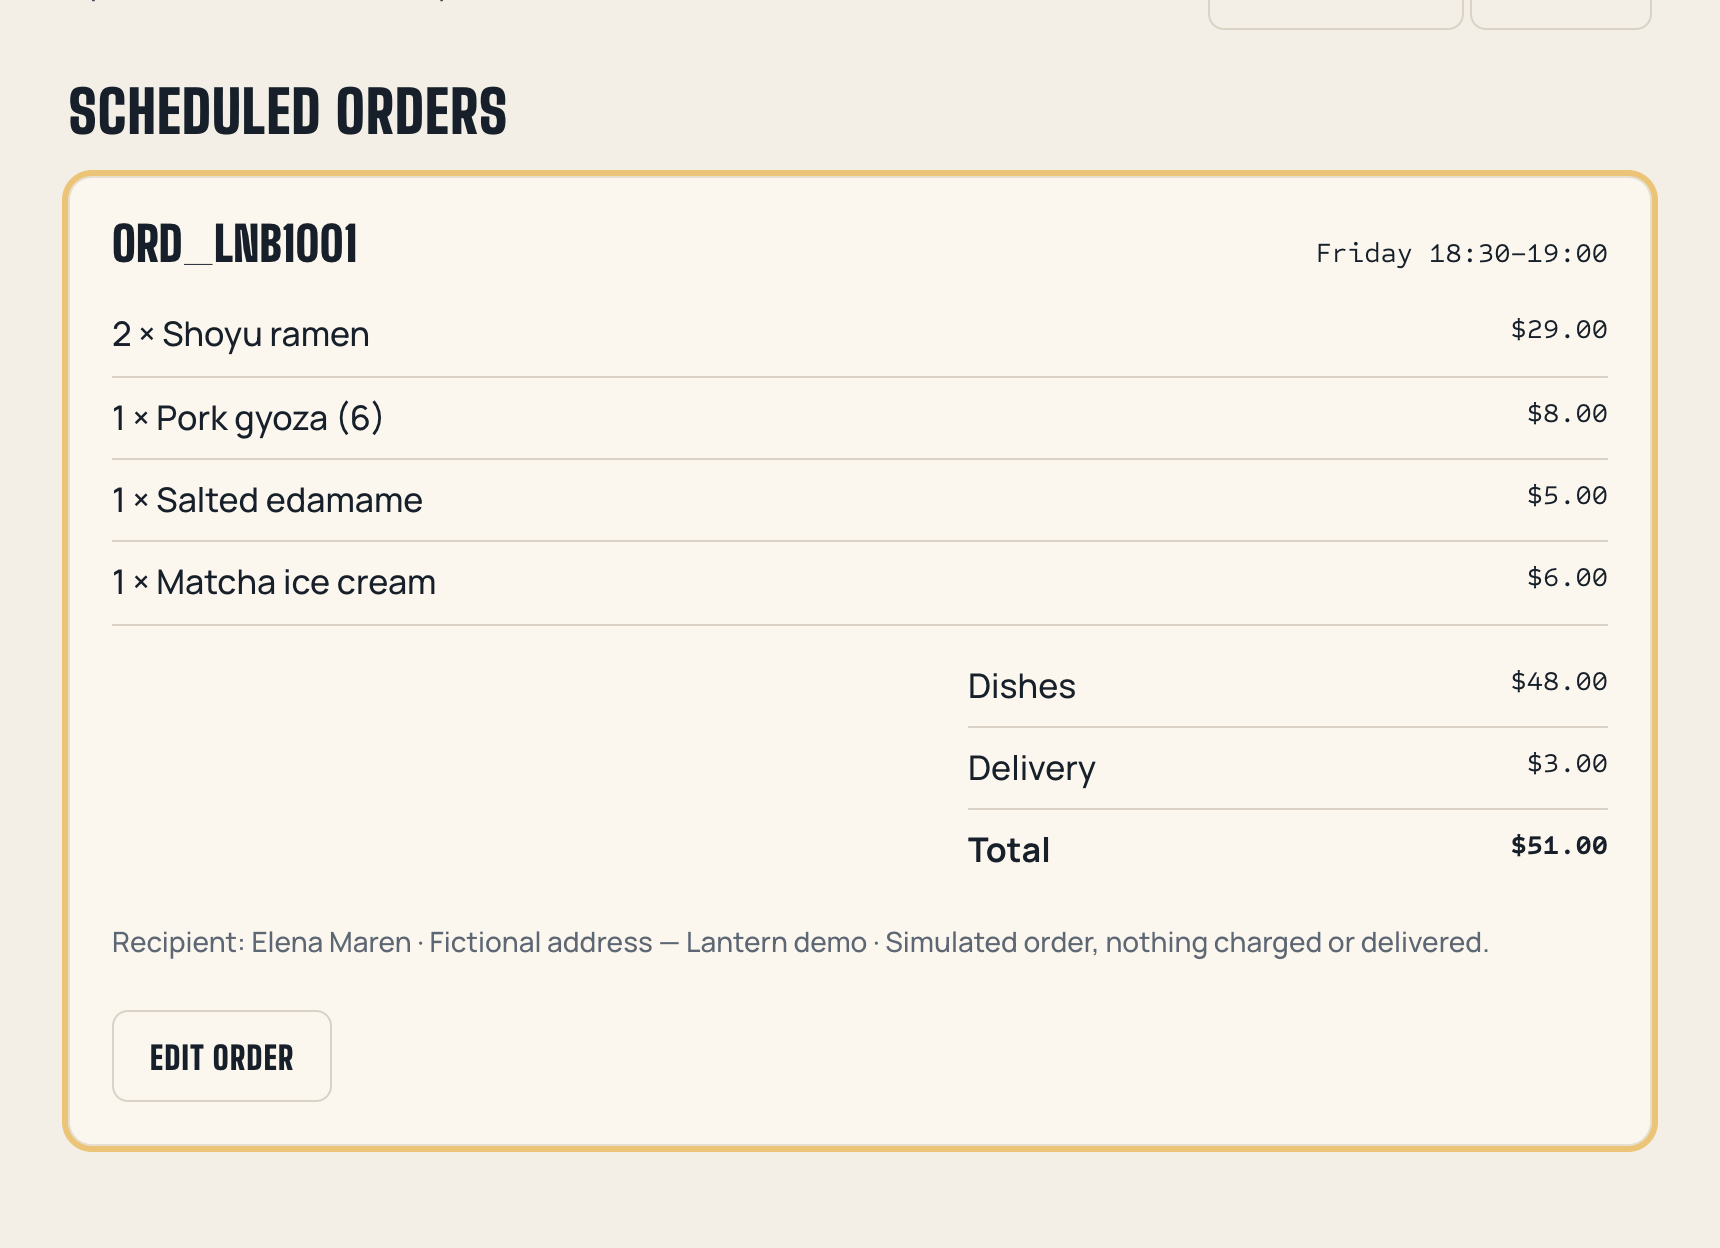 SCHEDULED ORDERS
ORD_LNB1001
Friday 18:30–19:00
2 × Shoyu ramen $29.00
1 × Pork gyoza (6) $8.00
1 × Salted edamame $5.00
1 × Matcha ice cream $6.00
Dishes $48.00
Delivery $3.00
Total $51.00
Recipient: Elena Maren · Fictional address — Lantern demo · Simulated order, nothing charged or delivered.
EDIT ORDER